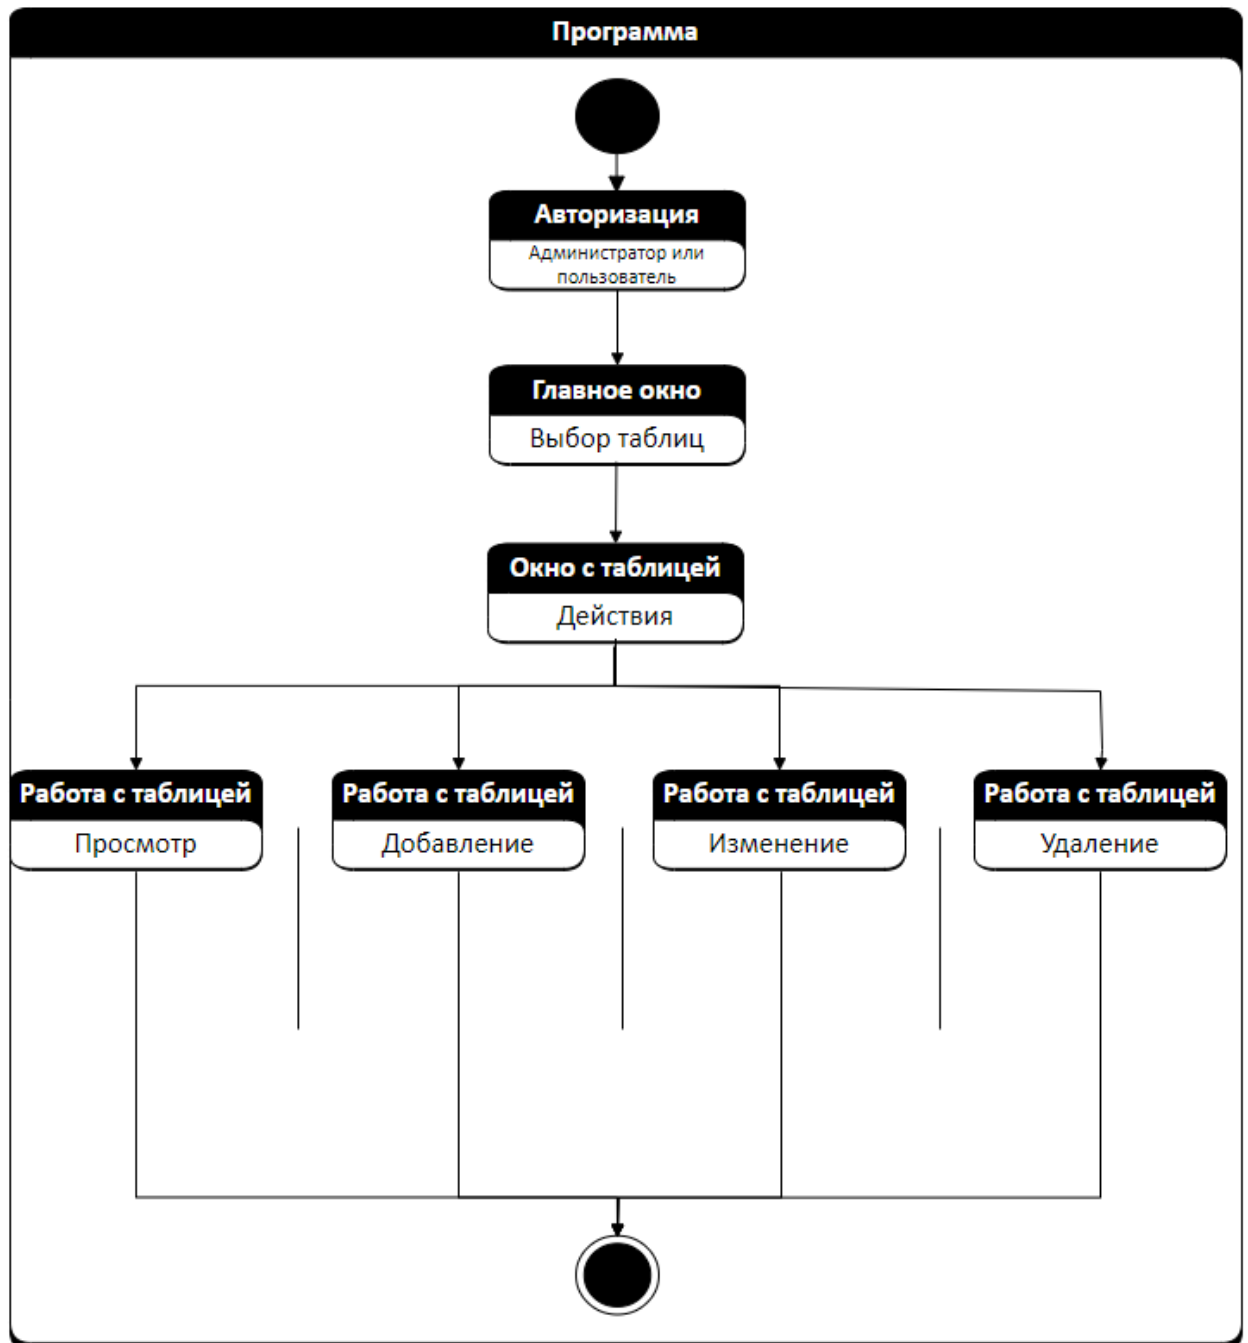 Программа
Авторизация
Администратор или
пользователь
Главное окно
Выбор таблиц
Окно с таблицей
Действия
Работа с таблицей
Просмотр
Работа с таблицей
Добавление
Работа с таблицей
Изменение
Работа с таблицей
Удаление